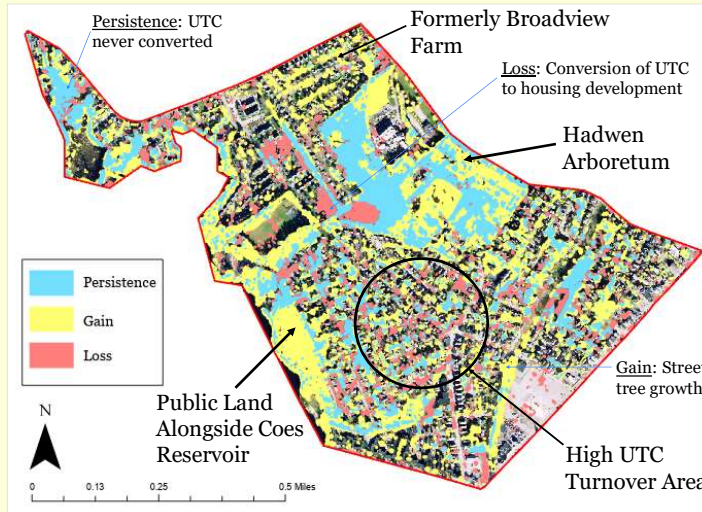 Persistence: UTC
never converted
Formerly Broadview
Farm
Loss: Conversion of UTC
to housing development
Hadwen
Arboretum
Persistence
Gain
Loss
Gain: Street
tree growth
Public Land
Alongside Coes
Reservoir
High UTC
Turnover Area
N
0 0.13 0.25 0.5 Miles